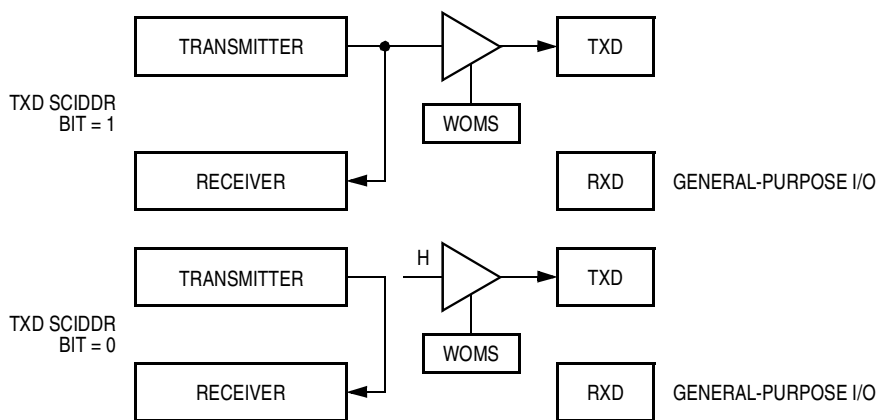 TRANSMITTER
TXD
TXD SCIDDR
BIT = 1
WOMS
RECEIVER
RXD
GENERAL-PURPOSE I/O
TRANSMITTER
H
TXD
TXD SCIDDR
BIT = 0
WOMS
RECEIVER
RXD
GENERAL-PURPOSE I/O